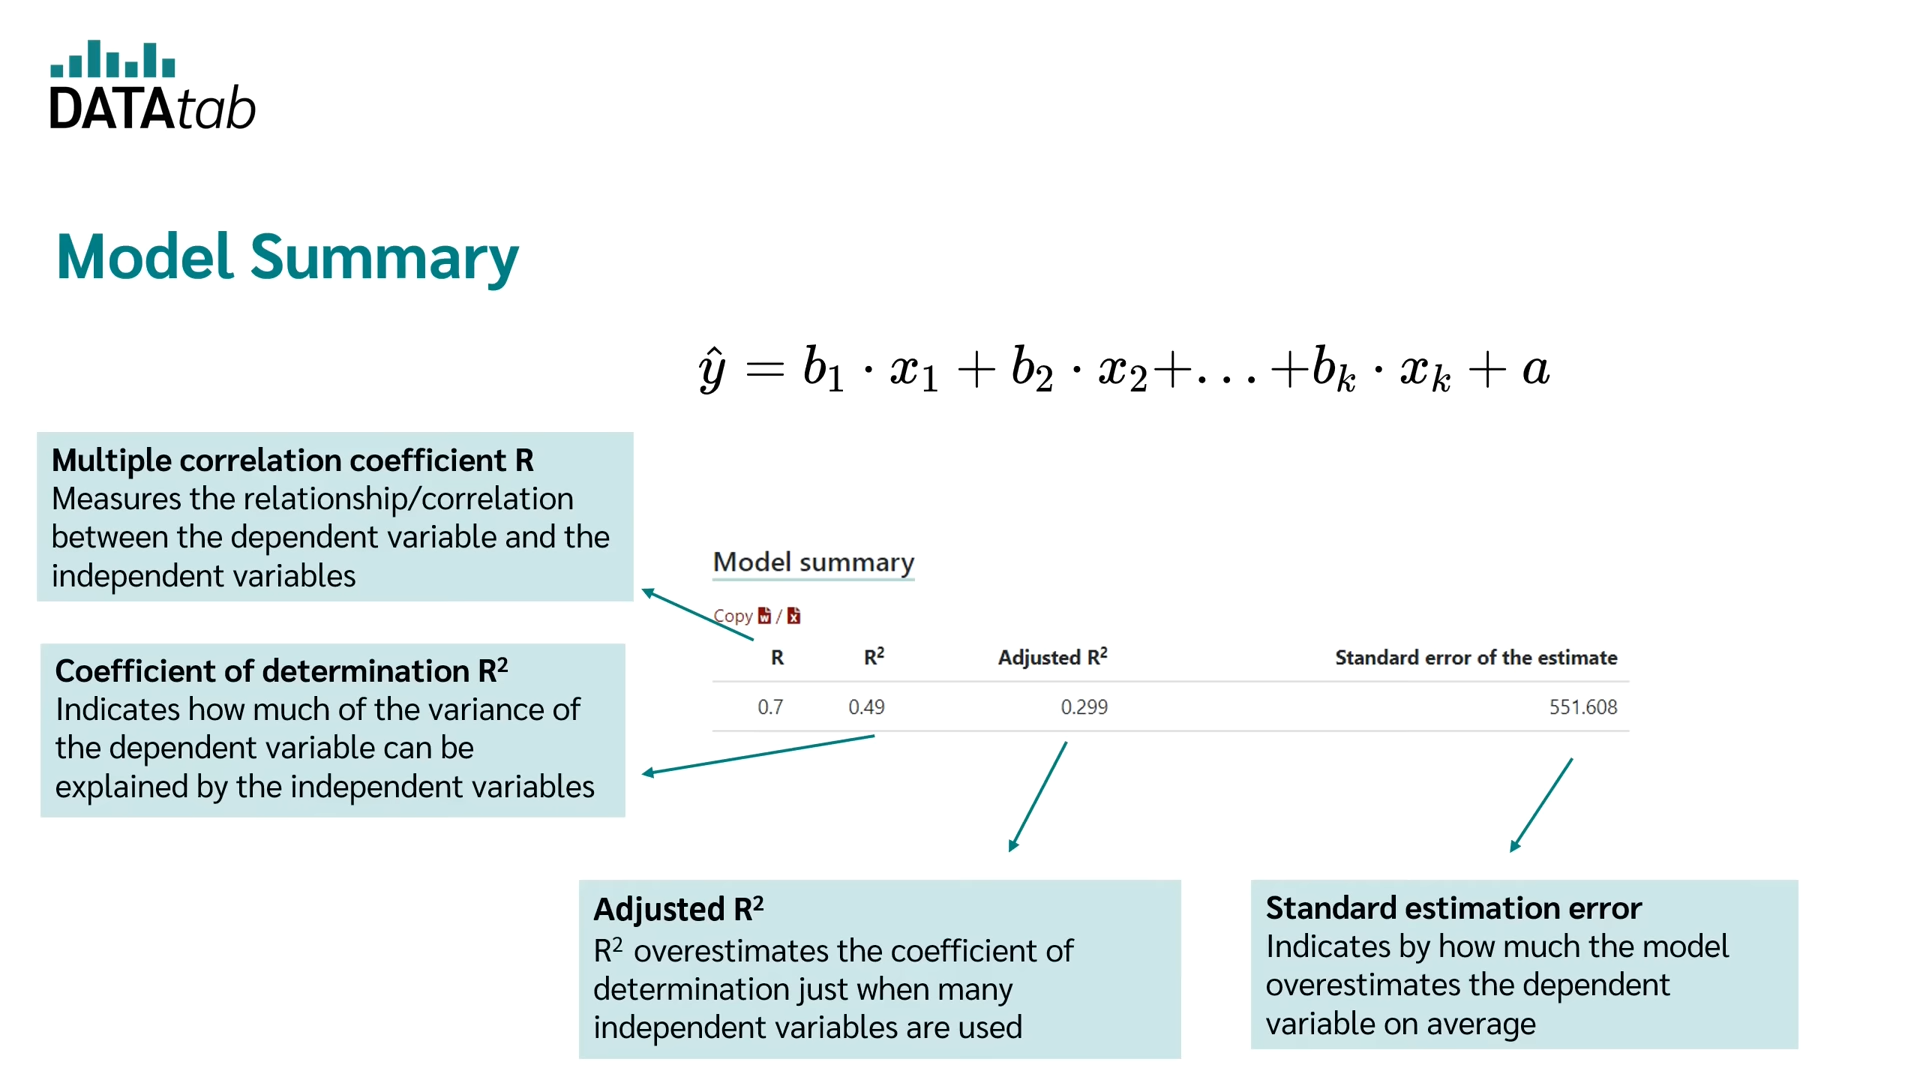 DATAtab
Model Summary
ŷ = b₁ · x₁ + b₂ · x₂+. . . +bₖ · xₖ + a
Multiple correlation coefficient R
Measures the relationship/correlation
between the dependent variable and the
independent variables
Model summary
Copy W / X
R R² Adjusted R² Standard error of the estimate
0.7 0.49 0.299 551.608
Coefficient of determination R²
Indicates how much of the variance of
the dependent variable can be
explained by the independent variables
Adjusted R²
R² overestimates the coefficient of
determination just when many
independent variables are used
Standard estimation error
Indicates by how much the model
overestimates the dependent
variable on average